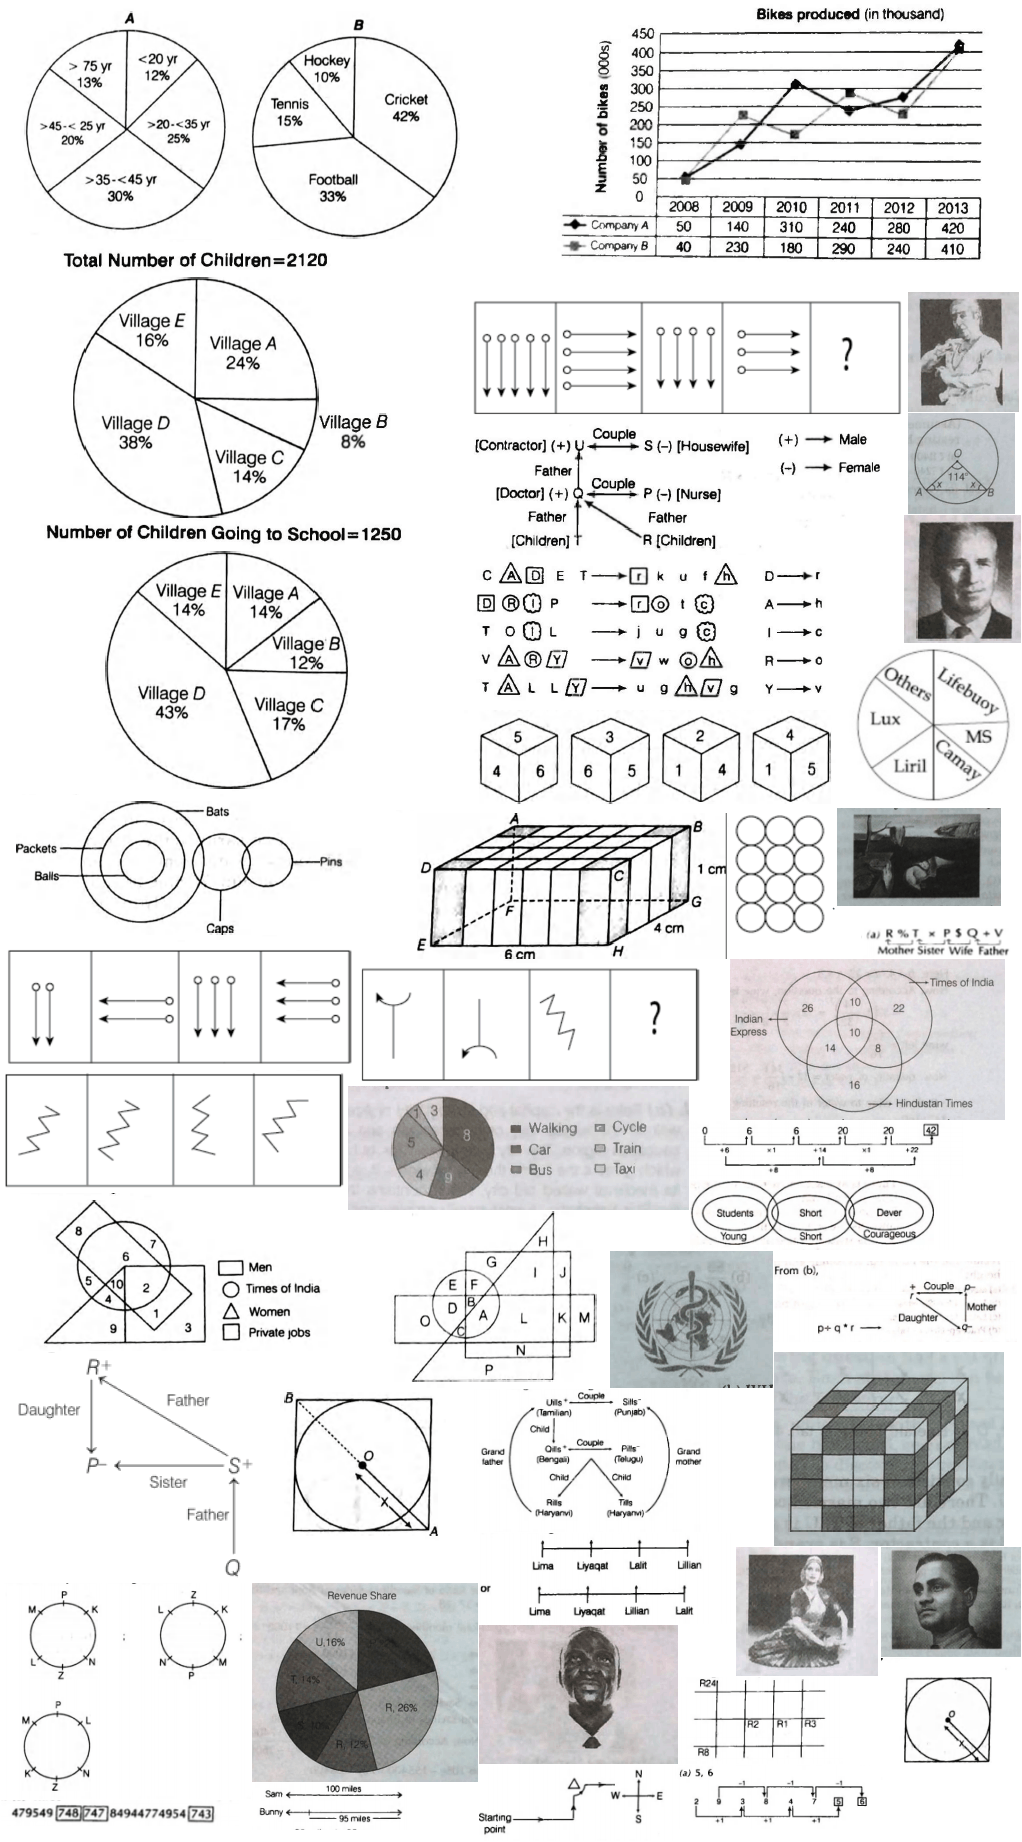 A
> 75 yr
13%
<20 yr
12%
>45-< 25 yr
20%
>20-<35 yr
25%
>35-<45 yr
30%
B
Hockey
10%
Cricket
42%
Tennis
15%
Football
33%
Bikes produced (in thousand)
Number of bikes (000s)
450
400
350
300
250
200
150
100
50
0
2008 2009 2010 2011 2012 2013
Company A 50 140 310 240 280 420
Company B 40 230 180 290 240 410
Total Number of Children=2120
Village E
16%
Village A
24%
Village D
38%
Village B
8%
Village C
14%
?
[Contractor] (+) U Couple S (-) [Housewife]
(+) Male
(-) Female
Father
[Doctor] (+) Q Couple P (-) [Nurse]
Father Father
[Children] T R [Children]
O
114°
A x x B
Number of Children Going to School=1250
Village E
14%
Village A
14%
Village B
12%
Village D
43%
Village C
17%
C A D E T r k u f h D r
D R I P r o t c A h
T O I L j u g c I c
V A R Y v w o h R o
T A L L Y u g h v g Y v
5 4 6
3 6 5
2 1 4
4 1 5
Others
Lifebuoy
Lux
MS
Liril
Camay
Bats
Packets
Balls
Pins
Caps
A B
D C
1 cm
F G
4 cm
E H
6 cm
(a) R % T × P $ Q + V
Mother Sister Wife Father
?
Times of India
26 10 22
Indian
Express
10
14 8
16
Hindustan Times
1 3 8 5 4 9
Walking Cycle
Car Train
Bus Taxi
0 6 6 20 20 42
+6 ×1 +14 ×1 +22
+8 +8
Students Short Dever
Young Short Courageous
8 7 6 5 10 2 4 1 9 3
Men
Times of India
Women
Private jobs
H G I J E F D B A C O L K M N P
From (b),
+ Couple p-
r
Mother
Daughter q-
p÷ q * r
R+
Father
Daughter
P- S+
Sister
Father
Q
B
O
X
A
Uills+ Couple Sills-
(Tamilian) (Punjab)
Child
Grand
father
Qills+ Couple Pills-
(Bengali) (Telugu)
Grand
mother
Child Child
Rills Tills
(Haryanvi) (Haryanvi)
Lima Liyaqat Lalit Lillian
or
Lima Liyaqat Lillian Lalit
P M K L N Z
;
Z L K N M P
;
P M L K N Z
479549 748 747 84944774954 743
Revenue Share
U,16%
T, 14%
R, 26%
R, 12%
100 miles
Sam
Bunny
95 miles
Starting
point
N
W E
S
R24
R2 R1 R3
R8
O
X
(a) 5, 6
-1 -1 -1
2 9 3 8 4 7 5 6
+1 +1 +1